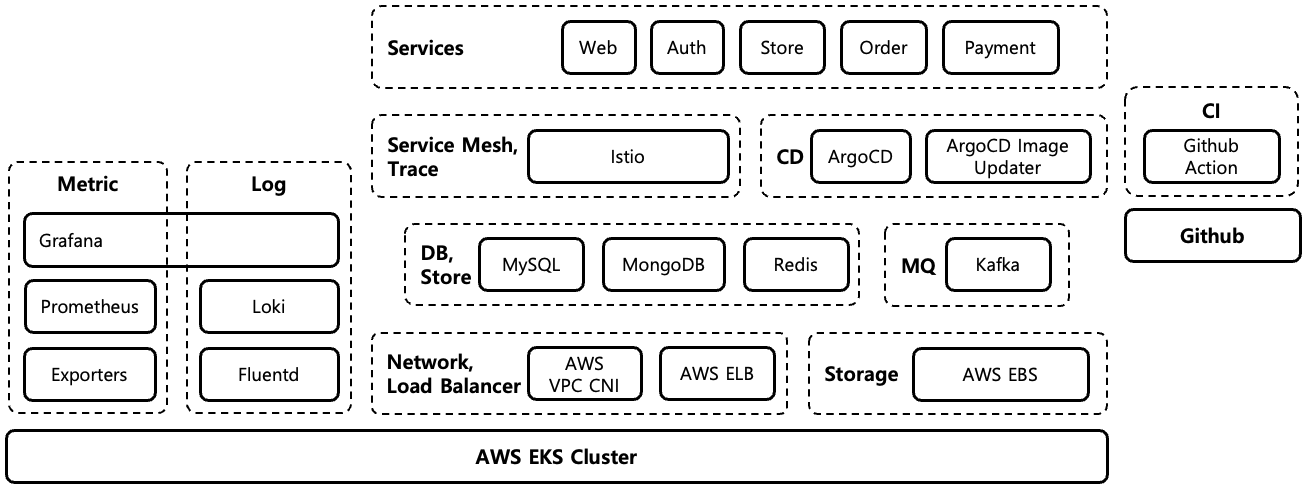 Services
Web
Auth
Store
Order
Payment
Service Mesh,
Trace
Istio
CD
ArgoCD
ArgoCD Image
Updater
CI
Github
Action
Github
Metric
Log
Grafana
Prometheus
Loki
Exporters
Fluentd
DB,
Store
MySQL
MongoDB
Redis
MQ
Kafka
Network,
Load Balancer
AWS
VPC CNI
AWS ELB
Storage
AWS EBS
AWS EKS Cluster